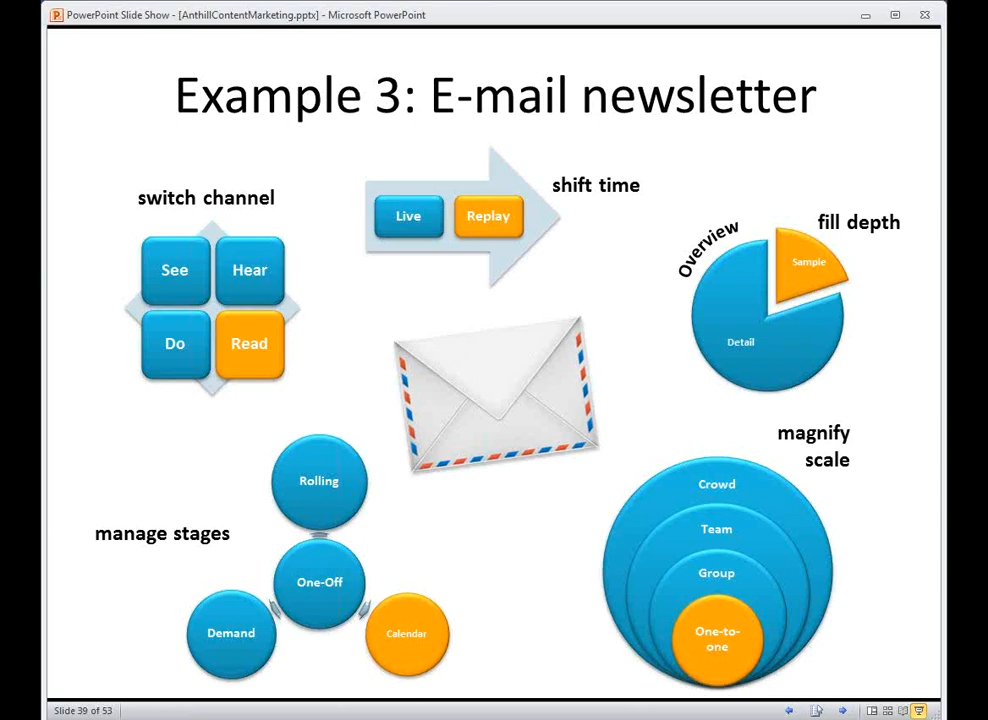 PowerPoint Slide Show - [AnthillContentMarketing.pptx] - Microsoft PowerPoint
Example 3: E-mail newsletter
switch channel
See
Hear
Do
Read
Live
Replay
shift time
fill depth
Overview
Sample
Detail
manage stages
Rolling
One-Off
Demand
Calendar
magnify
scale
Crowd
Team
Group
One-to-
one
Slide 39 of 53